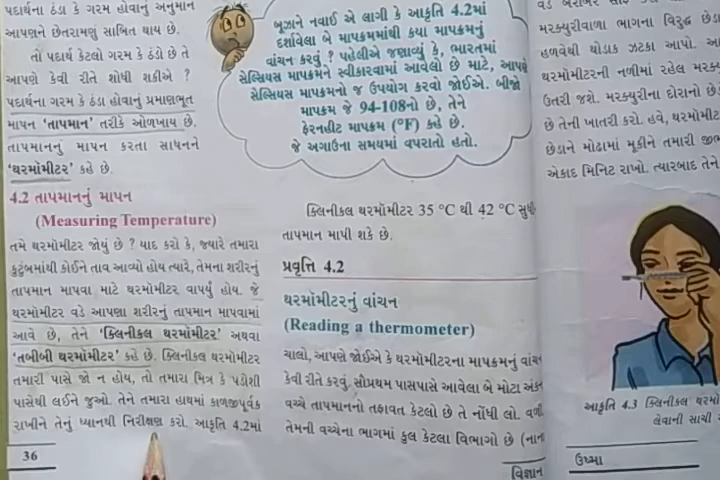 પદાર્થના ઠંડા કે ગરમ હોવાનું અનુમાન
આપણને છેતરામણું સાબિત થાય છે.
તો પદાર્થ કેટલો ગરમ કે ઠંડો છે તે
આપણે કેવી રીતે શોધી શકીએ ?
પદાર્થના ગરમ કે ઠંડા હોવાનું પ્રમાણભૂત
માપન ‘તાપમાન’ તરીકે ઓળખાય છે.
તાપમાનનું માપન કરતા સાધનને
‘થરમૉમીટર’ કહે છે.
4.2 તાપમાનનું માપન
(Measuring Temperature)
તમે થરમૉમીટર જોયું છે ? યાદ કરો કે, જ્યારે તમારા
કુટુંબમાંથી કોઈને તાવ આવ્યો હોય ત્યારે, તેમના શરીરનું
તાપમાન માપવા માટે થરમૉમીટર વાપર્યું હોય. જે
થરમૉમીટર વડે આપણા શરીરનું તાપમાન માપવામાં
આવે છે, તેને ‘ક્લિનીકલ થરમૉમીટર’ અથવા
‘તબીબી થરમૉમીટર’ કહે છે. ક્લિનીકલ થરમૉમીટર
તમારી પાસે જો ન હોય, તો તમારા મિત્ર કે પડોશી
પાસેથી લઈને જુઓ. તેને તમારા હાથમાં કાળજીપૂર્વક
રાખીને તેનું ધ્યાનથી નિરીક્ષણ કરો. આકૃતિ 4.2માં
36
બૂઝોને નવાઈ એ લાગી કે આકૃતિ 4.2માં
દર્શાવેલા બે માપક્રમમાંથી કયા માપક્રમનું
વાંચન કરવું ? પહેલીએ જણાવ્યું કે, ભારતમાં
સેલ્સિયસ માપક્રમને સ્વીકારવામાં આવેલો છે માટે, આપણે
સેલ્સિયસ માપક્રમનો જ ઉપયોગ કરવો જોઈએ. બીજો
માપક્રમ જે 94-108નો છે, તેને
ફેરનહીટ માપક્રમ (°F) કહે છે.
જે અગાઉના સમયમાં વપરાતો હતો.
ક્લિનીકલ થરમૉમીટર 35 °C થી 42 °C સુધી
તાપમાન માપી શકે છે.
પ્રવૃત્તિ 4.2
થરમૉમીટરનું વાંચન
(Reading a thermometer)
ચાલો, આપણે જોઈએ કે થરમૉમીટરના માપક્રમનું વાંચ
કેવી રીતે કરવું. સૌપ્રથમ પાસપાસે આવેલા બે મોટા અંક
વચ્ચે તાપમાનનો તફાવત કેટલો છે તે નોંધી લો. વળી
તેમની વચ્ચેના ભાગમાં કુલ કેટલા વિભાગો છે (નાન
વિજ્ઞાન
મરક્યુરીવાળા ભાગના વિરુદ્ધ છેડ
હળવેથી થોડાક ઝટકા આપો. આ
થરમૉમીટરની નળીમાં રહેલ મરક્ય
ઉતરી જશે. મરક્યુરીના દોરાનો છેડ
છે તેની ખાતરી કરો. હવે, થરમૉમીટ
છેડાને મોઢામાં મૂકીને તમારી જીભ
એકાદ મિનિટ રાખો. ત્યારબાદ તેને
આકૃતિ 4.3 ક્લિનીકલ થરમૉ
લેવાની સાચી
ઉષ્મા